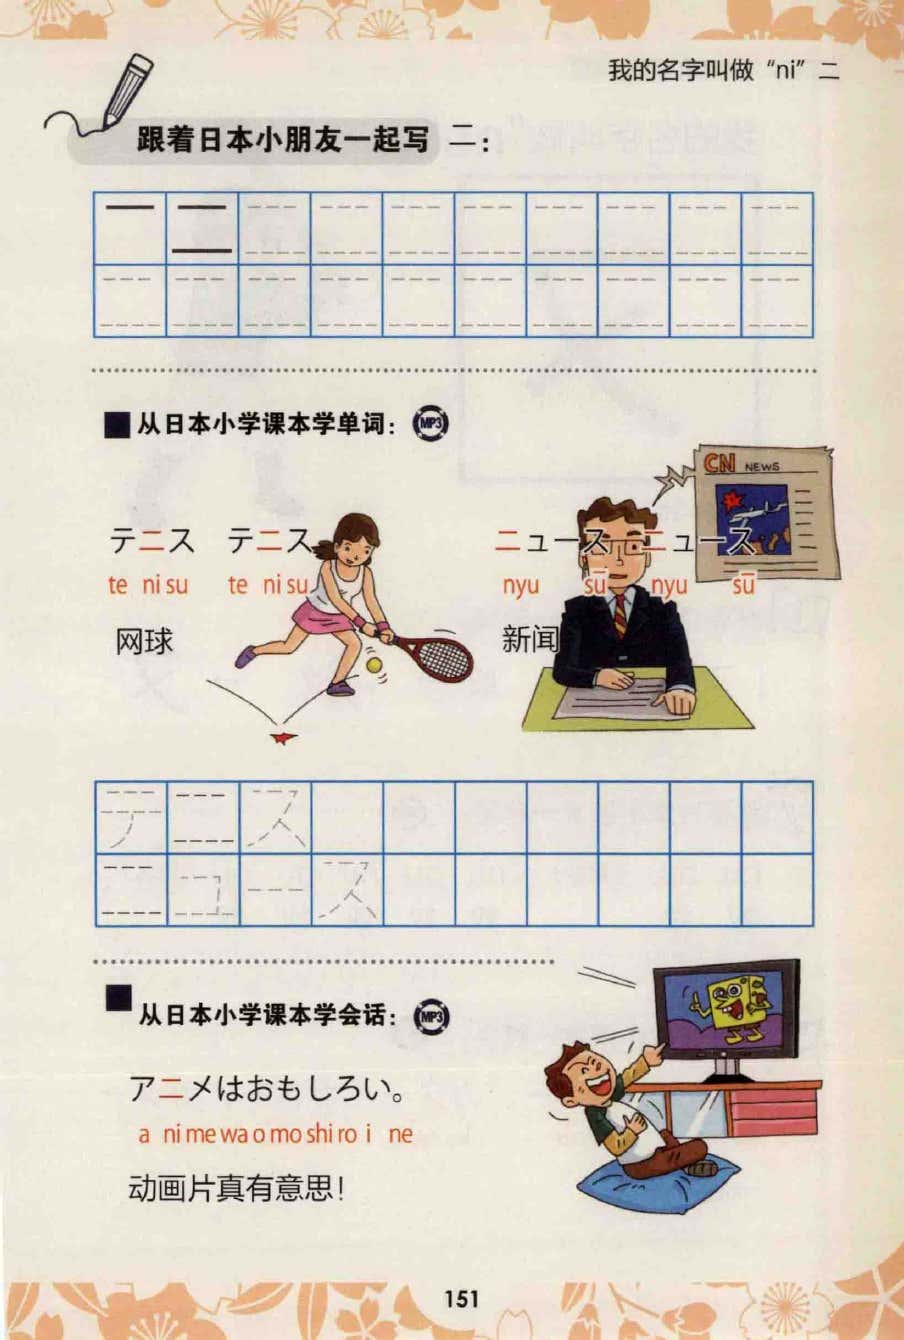 我的名字叫做“ni”ニ
跟着日本小朋友一起写 ニ：
■从日本小学课本学单词： MP3
CN NEWS
テニス テニス
te ni su te ni su
网球
ニュース ニュース
nyu sū nyu sū
新闻
テニス
ニュース
■从日本小学课本学会话： MP3
アニメはおもしろい。
a ni me wa o mo shi ro i ne
动画片真有意思！
151